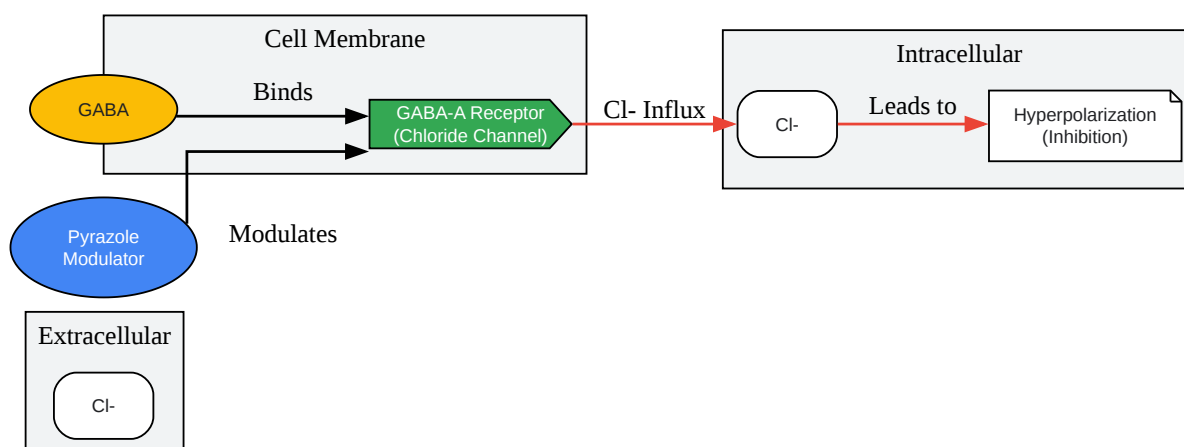 Cell Membrane
GABA
Binds
GABA-A Receptor
(Chloride Channel)
Cl- Influx
Intracellular
Cl-
Leads to
Hyperpolarization
(Inhibition)
Pyrazole
Modulator
Modulates
Extracellular
Cl-